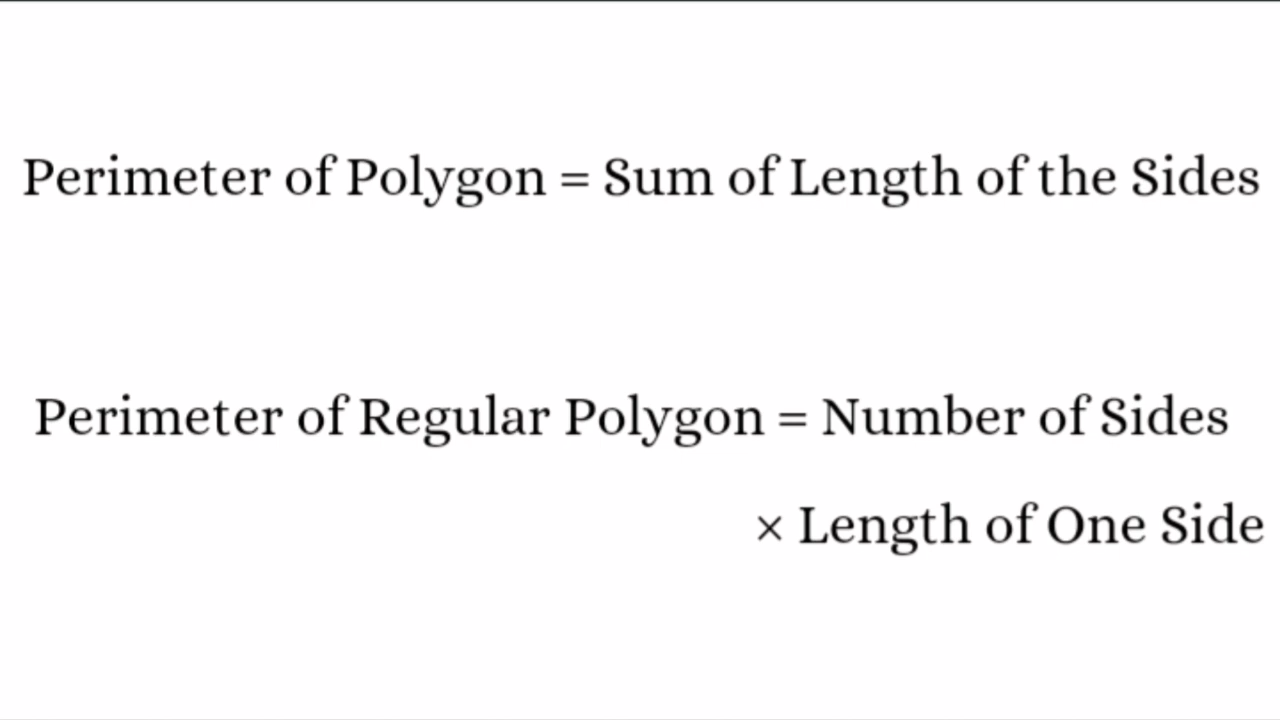 Perimeter of Polygon = Sum of Length of the Sides
Perimeter of Regular Polygon = Number of Sides
× Length of One Side